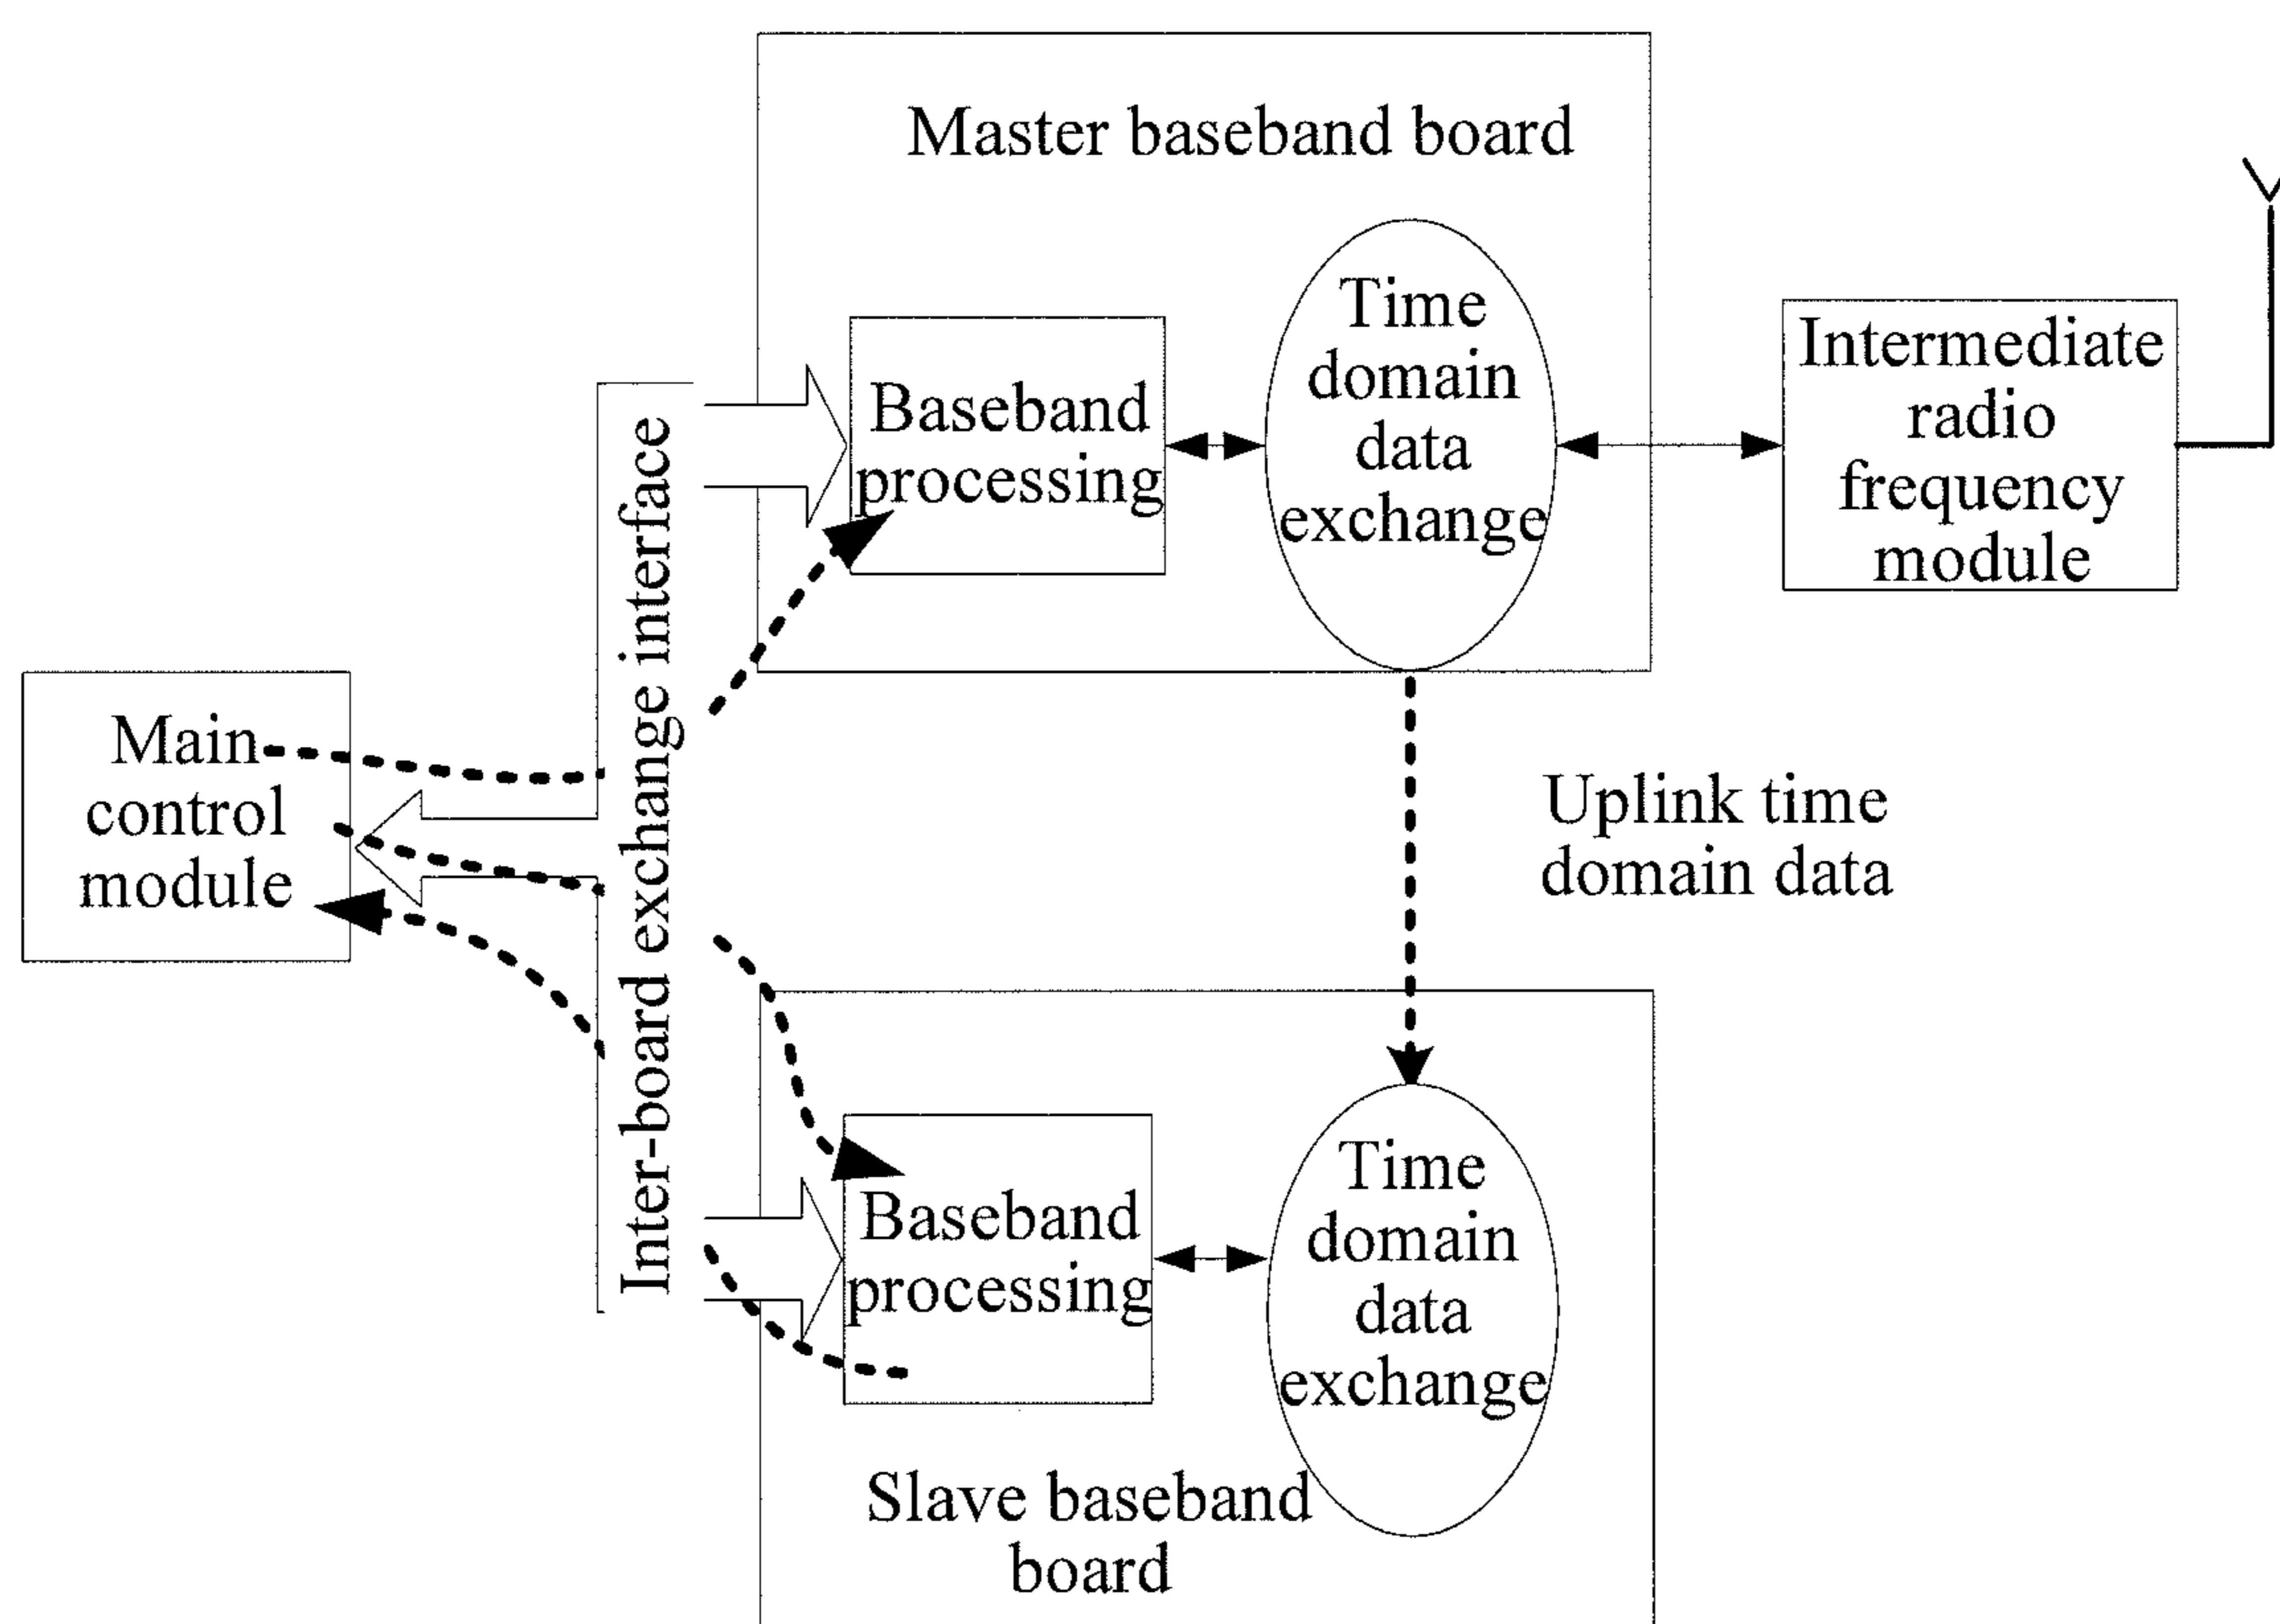 Master baseband board
Time
domain
data
exchange
Baseband
processing
Intermediate
radio
frequency
module
Inter-board exchange interface
Main
control
module
Uplink time
domain data
Time
domain
data
exchange
Baseband
processing
Slave baseband
board